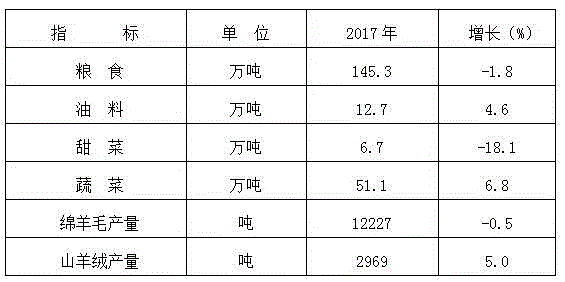 指 标 单 位 2017年 增长(%)
粮 食 万吨 145.3 -1.8
油 料 万吨 12.7 4.6
甜 菜 万吨 6.7 -18.1
蔬 菜 万吨 51.1 6.8
绵羊毛产量 吨 12227 -0.5
山羊绒产量 吨 2969 5.0